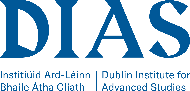 DIAS
Institiúid Ard-Léinn
Bhaile Átha Cliath
Dublin Institute for
Advanced Studies